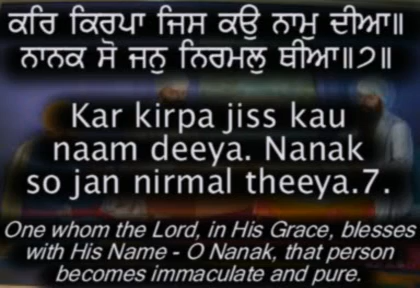 ਕਰਿ ਕਿਰਪਾ ਜਿਸ ਕਉ ਨਾਮੁ ਦੀਆ॥
ਨਾਨਕ ਸੋ ਜਨੁ ਨਿਰਮਲੁ ਥੀਆ॥੭॥
Kar kirpa jiss kau
naam deeya. Nanak
so jan nirmal theeya.7.
One whom the Lord, in His Grace, blesses
with His Name - O Nanak, that person
becomes immaculate and pure.